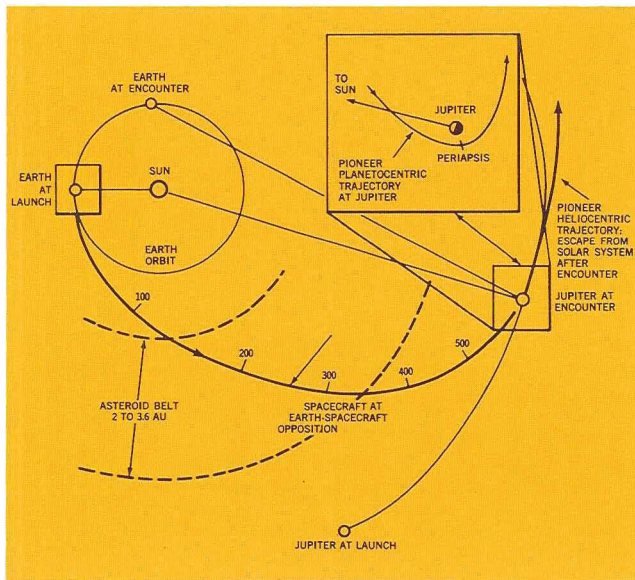 EARTH
AT ENCOUNTER
EARTH
AT
LAUNCH
SUN
EARTH
ORBIT
TO
SUN
JUPITER
PERIAPSIS
PIONEER
PLANETOCENTRIC
TRAJECTORY
AT JUPITER
PIONEER
HELIOCENTRIC
TRAJECTORY;
ESCAPE FROM
SOLAR SYSTEM
AFTER
ENCOUNTER
JUPITER AT
ENCOUNTER
100
200
300
400
500
ASTEROID BELT
2 TO 3.6 AU
SPACECRAFT AT
EARTH-SPACECRAFT
OPPOSITION
JUPITER AT LAUNCH